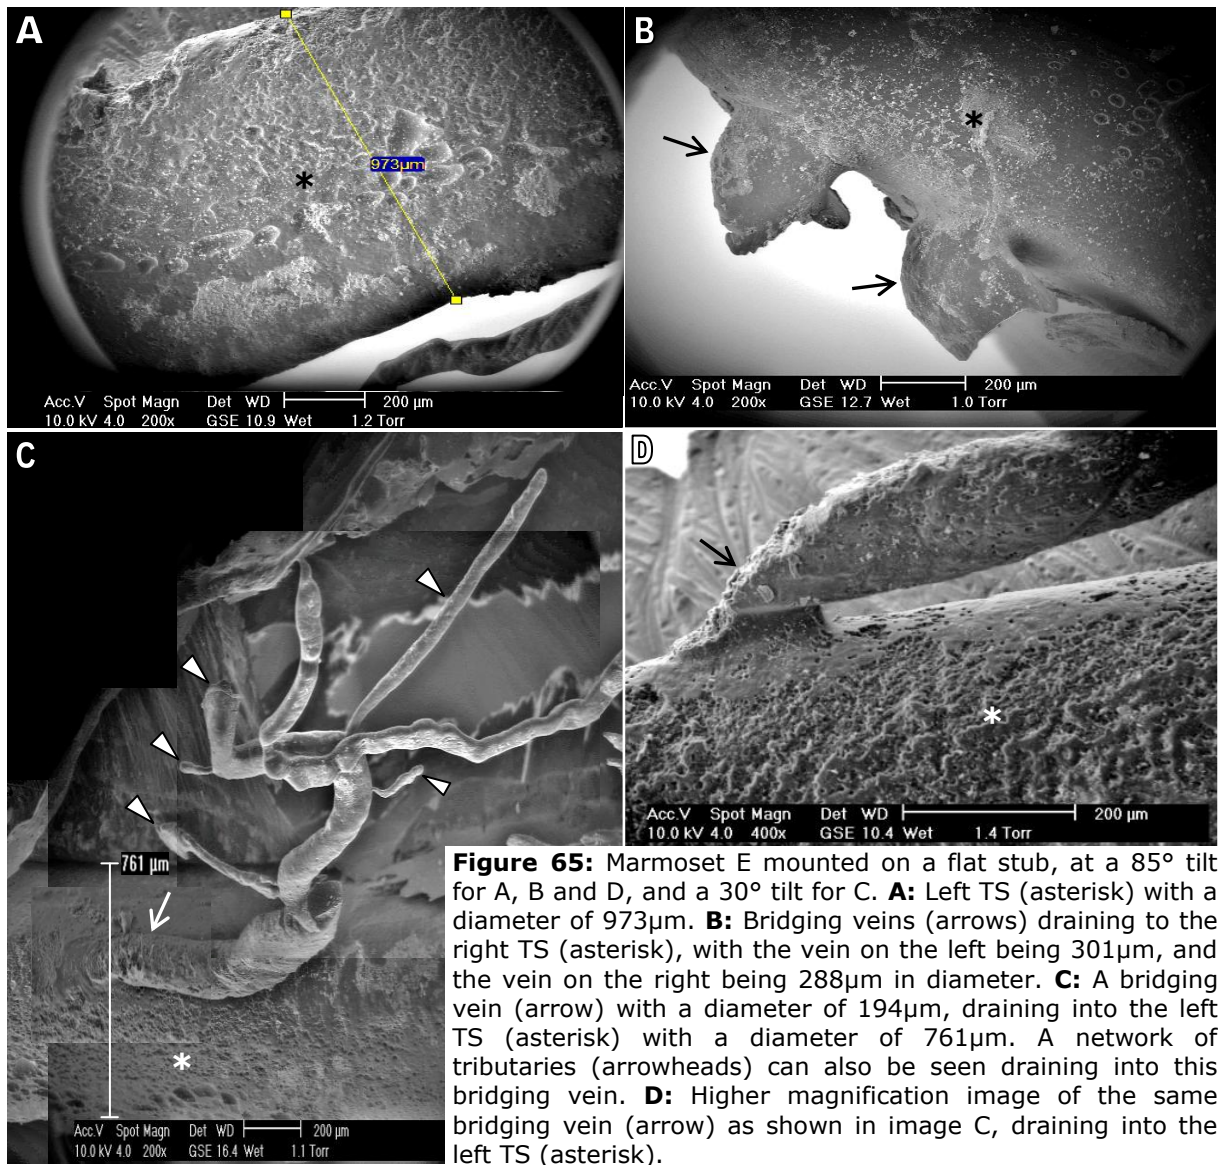 A
973µm
*
Acc.V Spot Magn Det WD 200 µm
10.0 kV 4.0 200x GSE 10.9 Wet 1.2 Torr
B
*
Acc.V Spot Magn Det WD 200 µm
10.0 kV 4.0 200x GSE 12.7 Wet 1.0 Torr
C
761 µm
*
Acc.V Spot Magn Det WD 200 µm
10.0 kV 4.0 200x GSE 16.4 Wet 1.1 Torr
D
*
Acc.V Spot Magn Det WD 200 µm
10.0 kV 4.0 400x GSE 10.4 Wet 1.4 Torr
Figure 65: Marmoset E mounted on a flat stub, at a 85° tilt
for A, B and D, and a 30° tilt for C. A: Left TS (asterisk) with a
diameter of 973µm. B: Bridging veins (arrows) draining to the
right TS (asterisk), with the vein on the left being 301µm, and
the vein on the right being 288µm in diameter. C: A bridging
vein (arrow) with a diameter of 194µm, draining into the left
TS (asterisk) with a diameter of 761µm. A network of
tributaries (arrowheads) can also be seen draining into this
bridging vein. D: Higher magnification image of the same
bridging vein (arrow) as shown in image C, draining into the
left TS (asterisk).